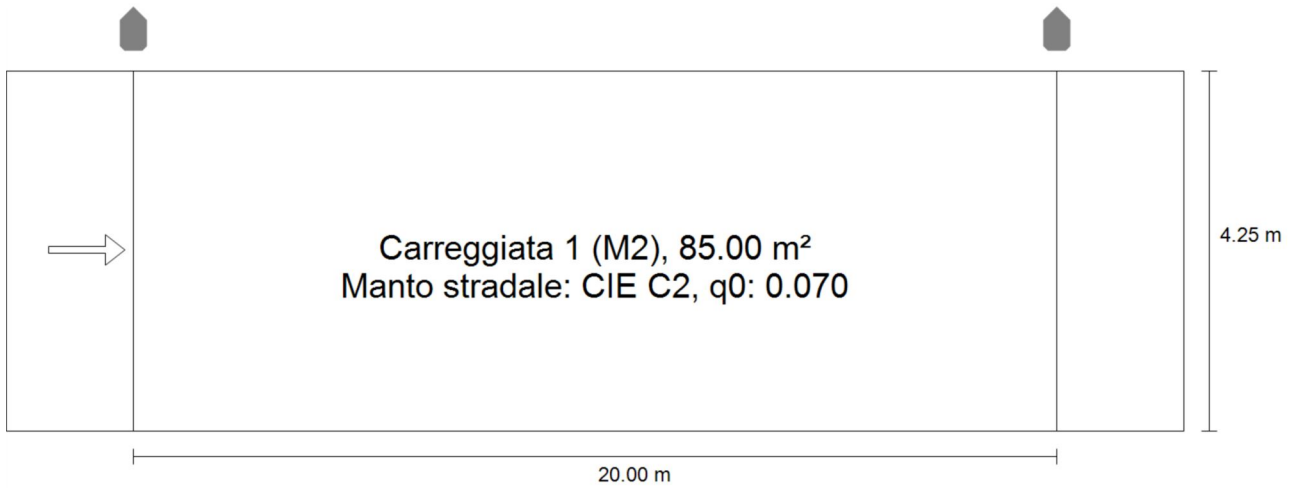 Carreggiata 1 (M2), 85.00 m²
Manto stradale: CIE C2, q0: 0.070
4.25 m
20.00 m